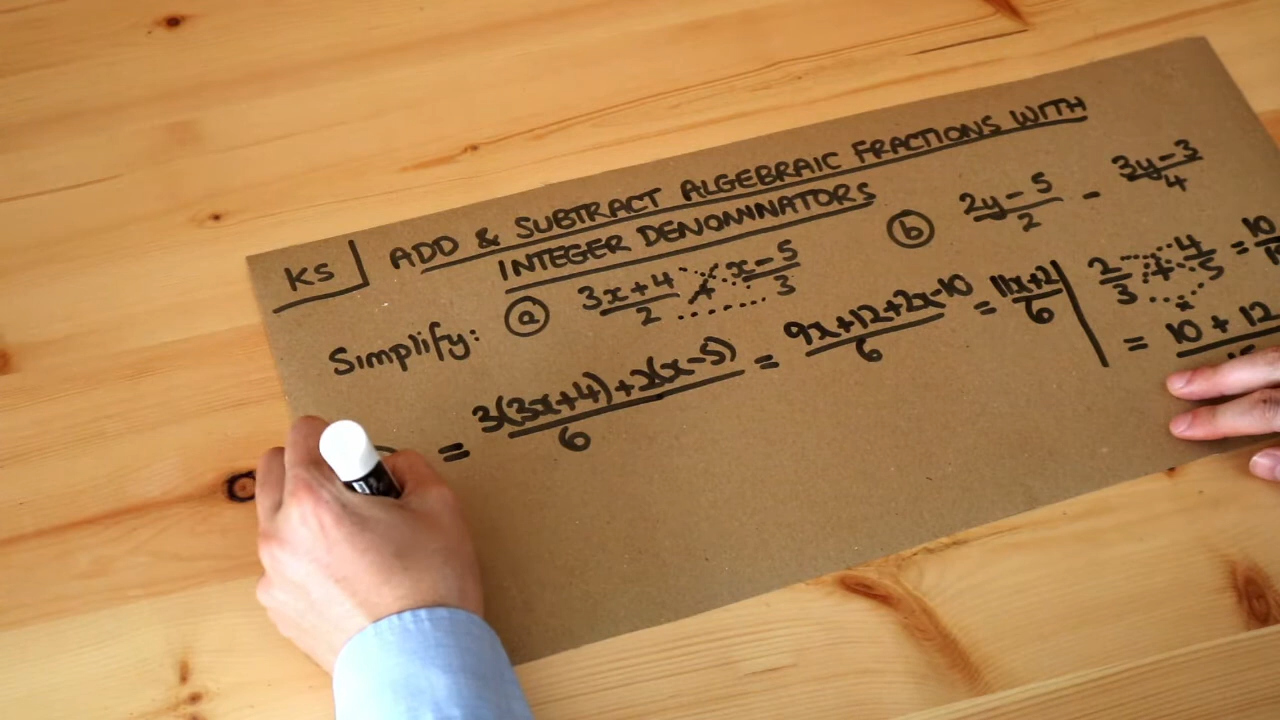 K5
ADD & SUBTRACT ALGEBRAIC FRACTIONS WITH
INTEGER DENOMINATORS
Simplify: (a) (3x+4)/2 + (x-5)/3
(b) (2y-5)/2 - (3y-3)/4
= (3(3x+4)+2(x-5))/6 = (9x+12+2x-10)/6 = (11x+2)/6
2/3 + 4/5 = 10
= 10 + 12